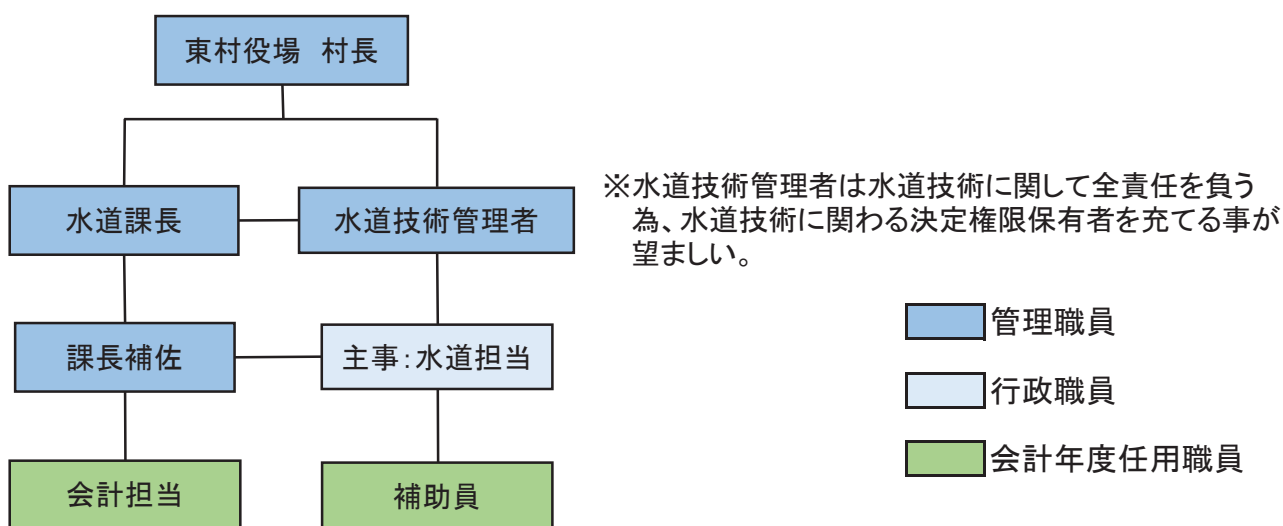 東村役場　村長
水道課長
水道技術管理者
※水道技術管理者は水道技術に関して全責任を負う
為、水道技術に関わる決定権限保有者を充てる事が
望ましい。
管理職員
課長補佐
主事：水道担当
行政職員
会計年度任用職員
会計担当
補助員